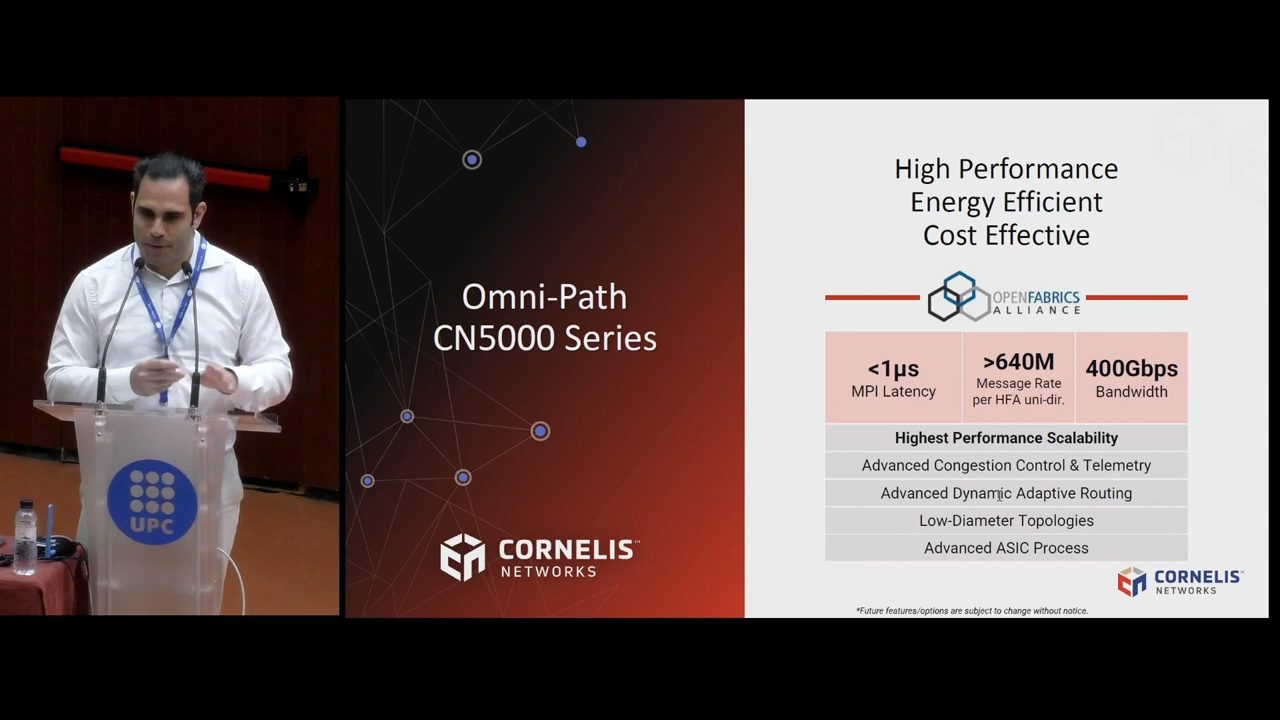 UPC
Omni-Path
CN5000 Series
CORNELIS™
NETWORKS
High Performance
Energy Efficient
Cost Effective
OPENFABRICS
ALLIANCE
<1µs
MPI Latency
>640M
Message Rate
per HFA uni-dir.
400Gbps
Bandwidth
Highest Performance Scalability
Advanced Congestion Control & Telemetry
Advanced Dynamic Adaptive Routing
Low-Diameter Topologies
Advanced ASIC Process
CORNELIS™
NETWORKS
*Future features/options are subject to change without notice.